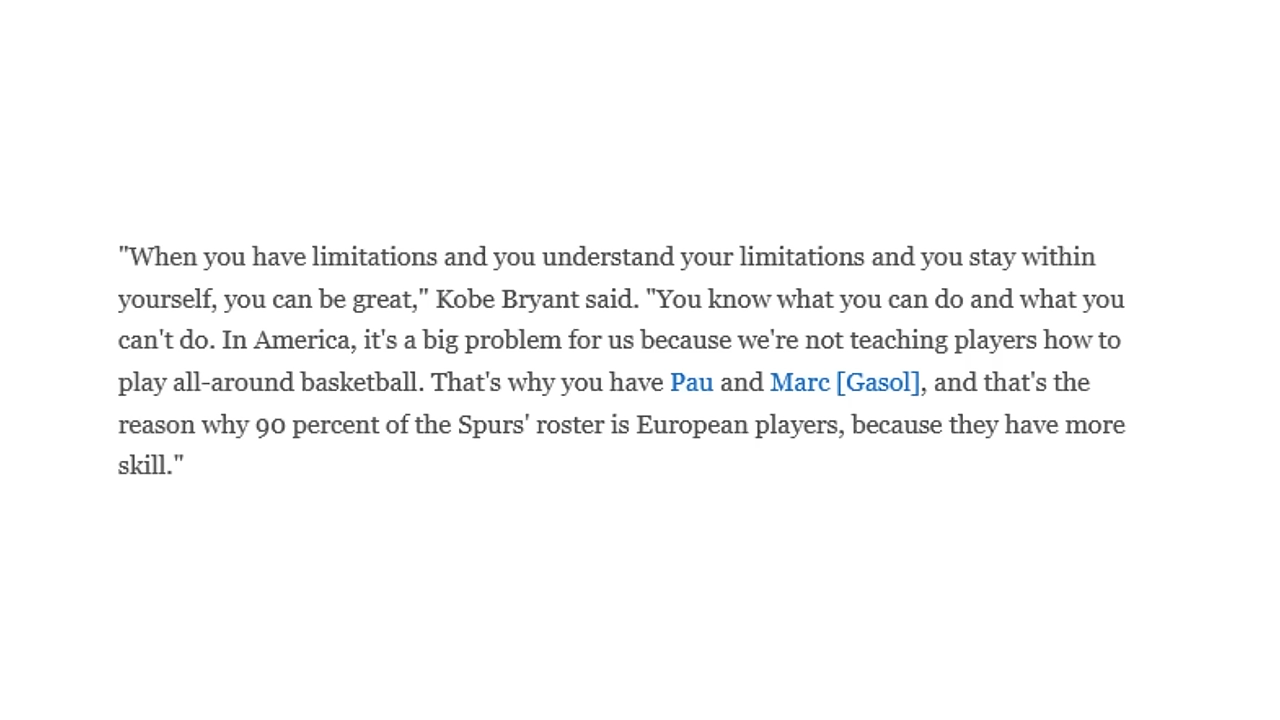 "When you have limitations and you understand your limitations and you stay within
yourself, you can be great," Kobe Bryant said. "You know what you can do and what you
can't do. In America, it's a big problem for us because we're not teaching players how to
play all-around basketball. That's why you have Pau and Marc [Gasol], and that's the
reason why 90 percent of the Spurs' roster is European players, because they have more
skill."